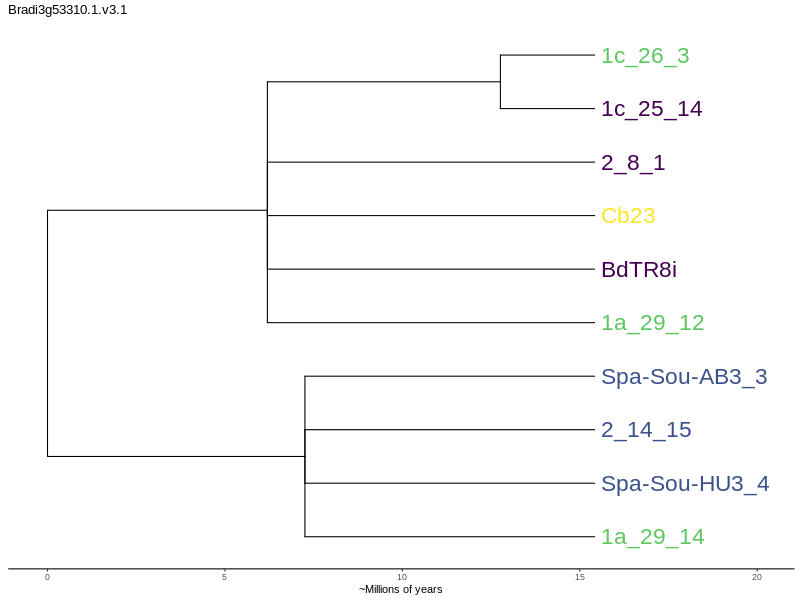 Bradi3g53310.1.v3.1
1c_26_3
1c_25_14
2_8_1
Cb23
BdTR8i
1a_29_12
Spa-Sou-AB3_3
2_14_15
Spa-Sou-HU3_4
1a_29_14
0 5 10 15 20
~Millions of years